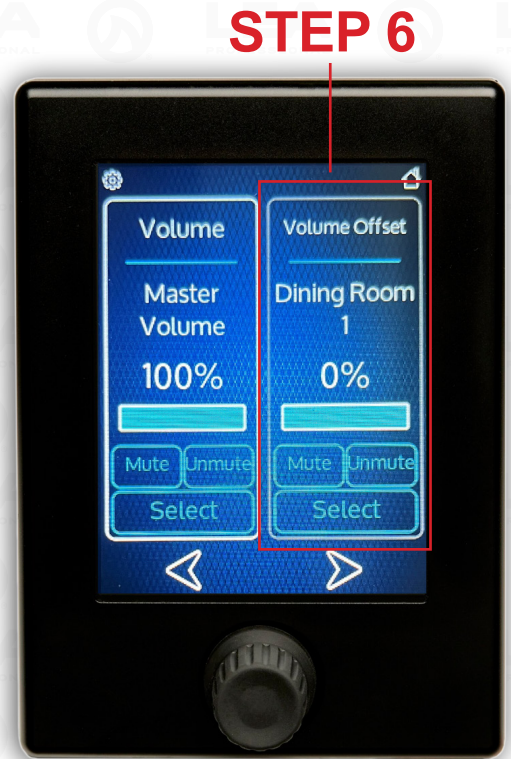 STEP 6
Volume
Master
Volume
100%
Mute Unmute
Select
Volume Offset
Dining Room
1
0%
Mute Unmute
Select